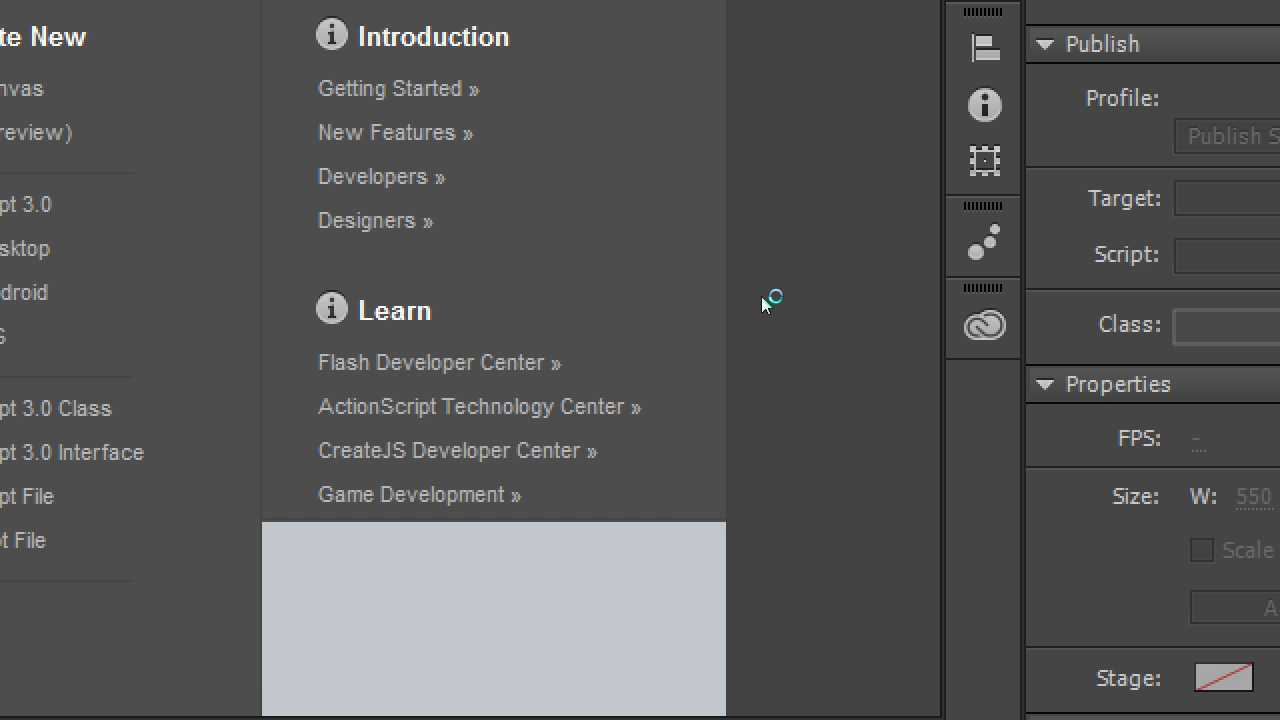 te New
nvas
review)
pt 3.0
sktop
droid
S
pt 3.0 Class
pt 3.0 Interface
pt File
t File
Introduction
Getting Started »
New Features »
Developers »
Designers »
Learn
Flash Developer Center »
ActionScript Technology Center »
CreateJS Developer Center »
Game Development »
Publish
Profile:
Publish S
Target:
Script:
Class:
Properties
FPS: -
Size: W: 550
Scale
A
Stage: